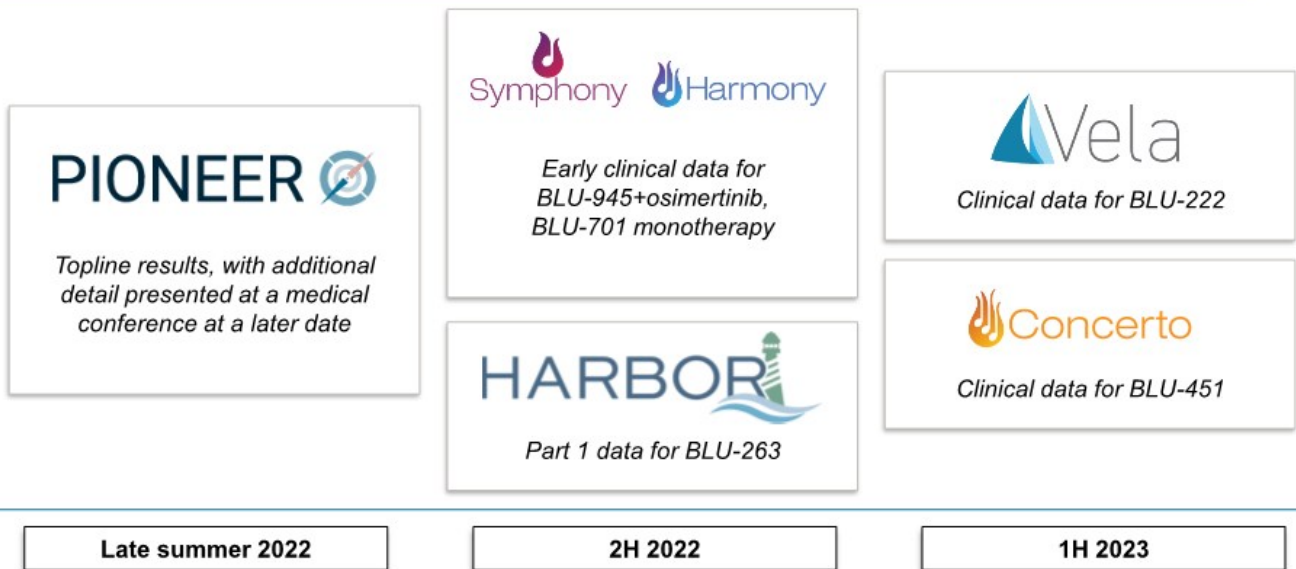 PIONEER
Topline results, with additional
detail presented at a medical
conference at a later date
Symphony Harmony
Early clinical data for
BLU-945+osimertinib,
BLU-701 monotherapy
HARBOR
Part 1 data for BLU-263
Vela
Clinical data for BLU-222
Concerto
Clinical data for BLU-451
Late summer 2022
2H 2022
1H 2023